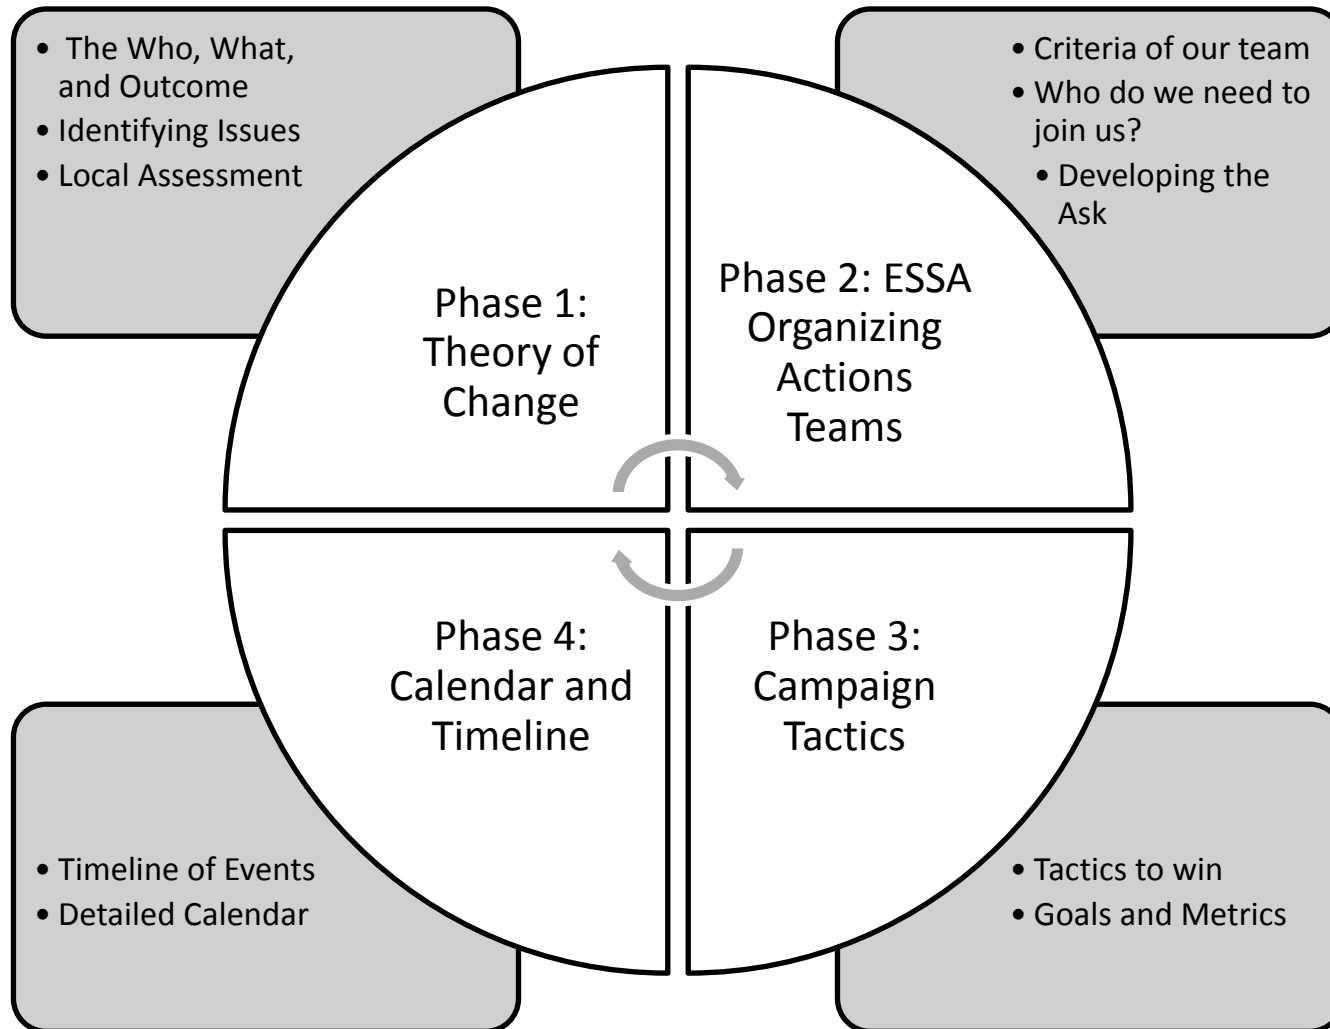 • The Who, What,
and Outcome
• Identifying Issues
• Local Assessment
• Criteria of our team
• Who do we need to
join us?
• Developing the
Ask
Phase 1:
Theory of
Change
Phase 2: ESSA
Organizing
Actions
Teams
Phase 4:
Calendar and
Timeline
Phase 3:
Campaign
Tactics
• Timeline of Events
• Detailed Calendar
• Tactics to win
• Goals and Metrics